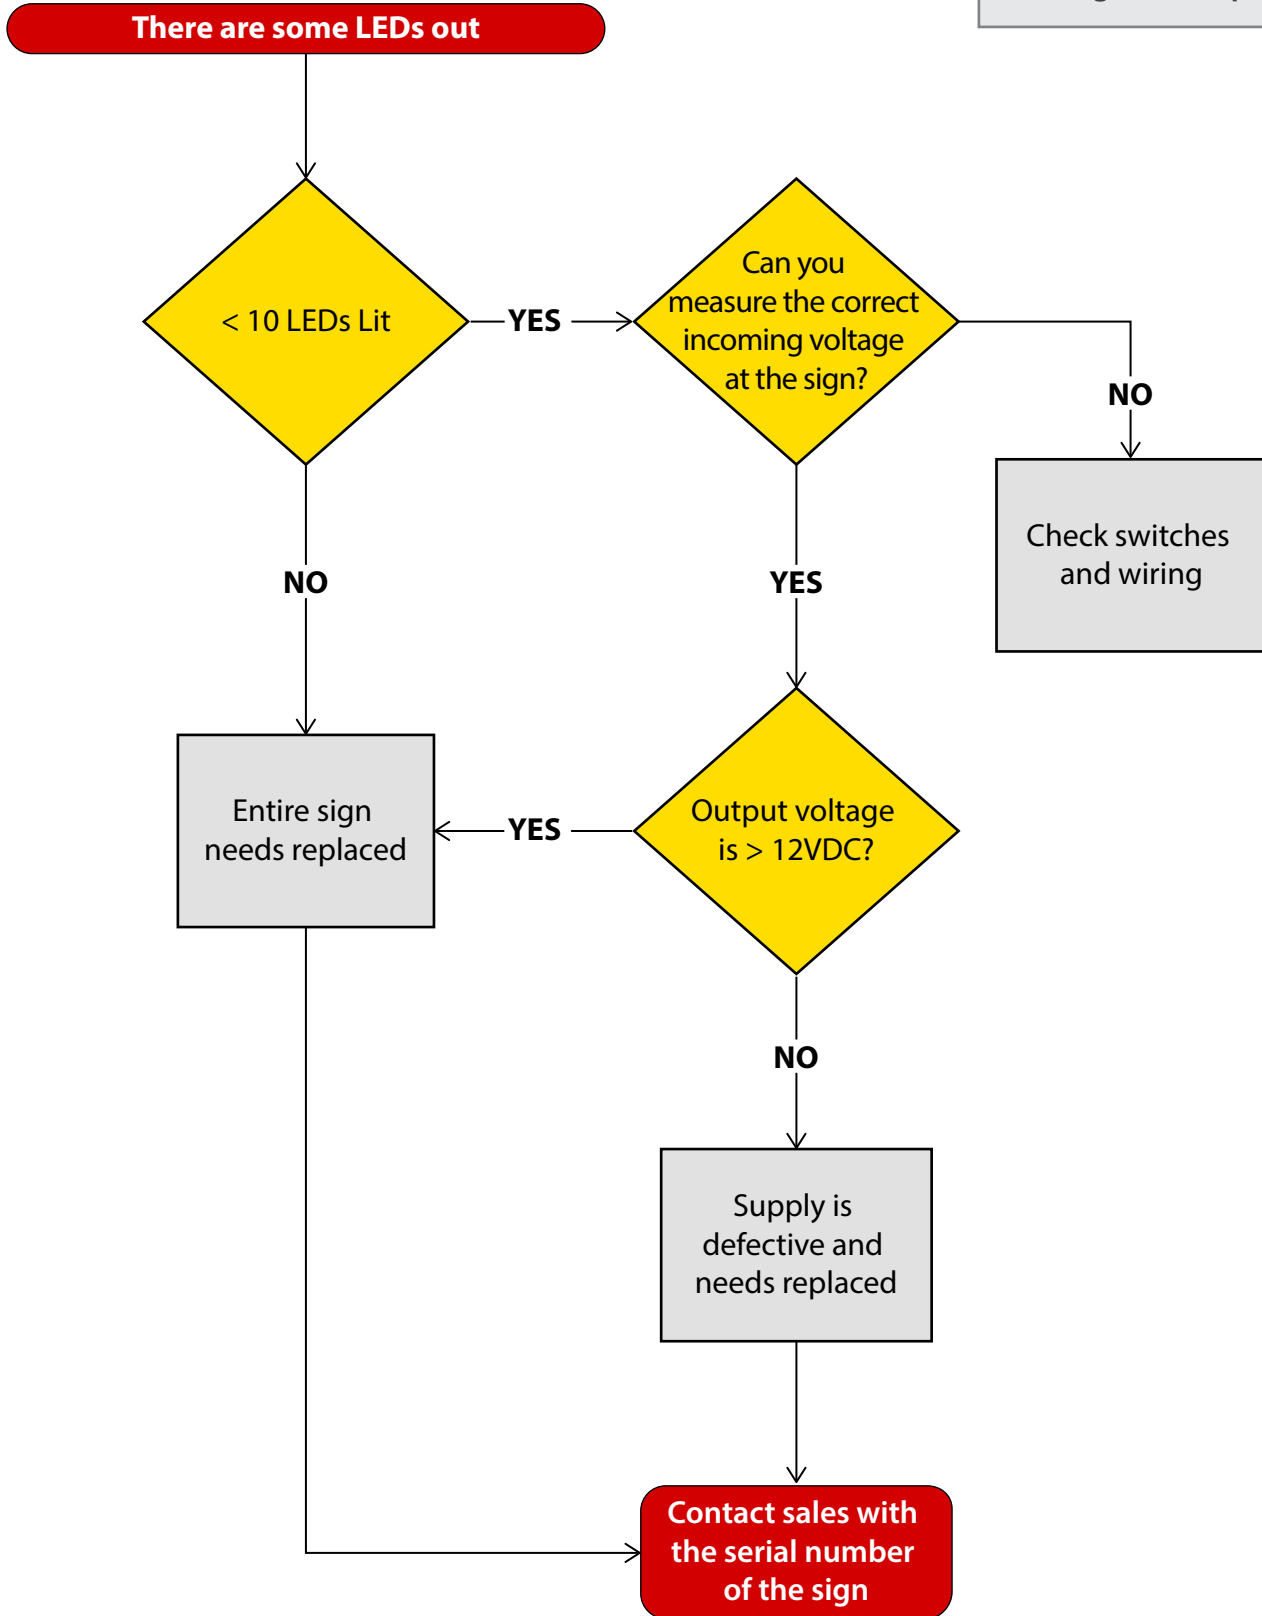 There are some LEDs out
< 10 LEDs Lit
YES
Can you
measure the correct
incoming voltage
at the sign?
NO
Check switches
and wiring
NO
YES
Entire sign
needs replaced
YES
Output voltage
is > 12VDC?
NO
Supply is
defective and
needs replaced
Contact sales with
the serial number
of the sign